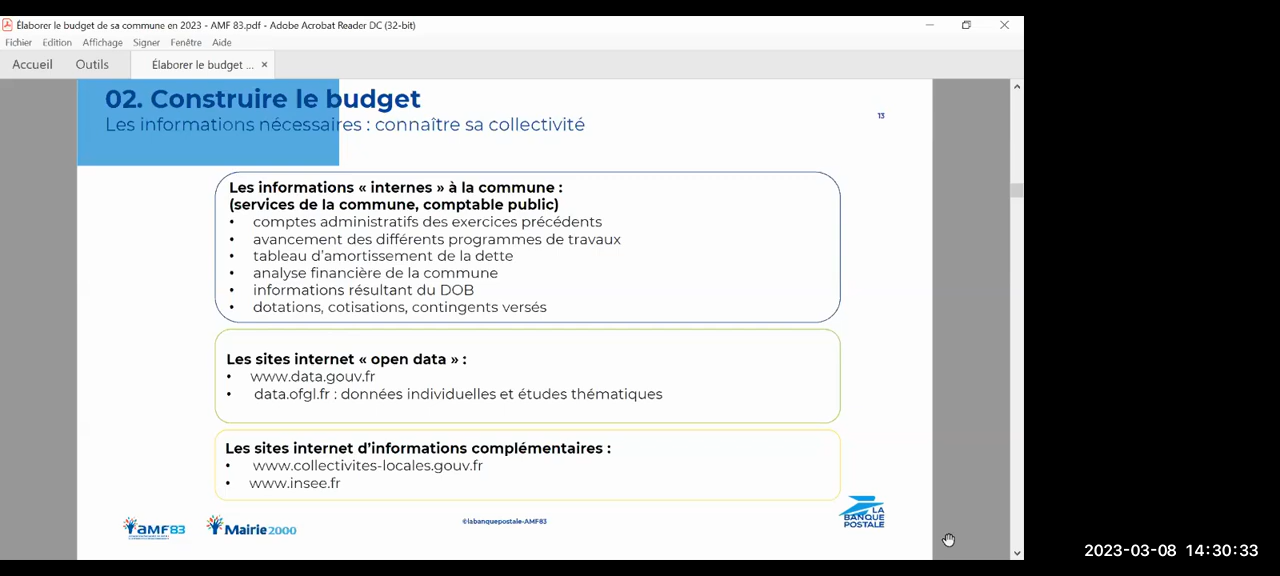 Élaborer le budget de sa commune en 2023 - AMF 83.pdf - Adobe Acrobat Reader DC (32-bit)
Fichier Edition Affichage Signer Fenêtre Aide
Accueil Outils Élaborer le budget ... ×
02. Construire le budget
Les informations nécessaires : connaître sa collectivité
13
Les informations « internes » à la commune :
(services de la commune, comptable public)
• comptes administratifs des exercices précédents
• avancement des différents programmes de travaux
• tableau d'amortissement de la dette
• analyse financière de la commune
• informations résultant du DOB
• dotations, cotisations, contingents versés
Les sites internet « open data » :
• www.data.gouv.fr
• data.ofgl.fr : données individuelles et études thématiques
Les sites internet d'informations complémentaires :
• www.collectivites-locales.gouv.fr
• www.insee.fr
AMF83
Mairie2000
©labanquepostale-AMF83
LA
BANQUE
POSTALE
2023-03-08 14:30:33